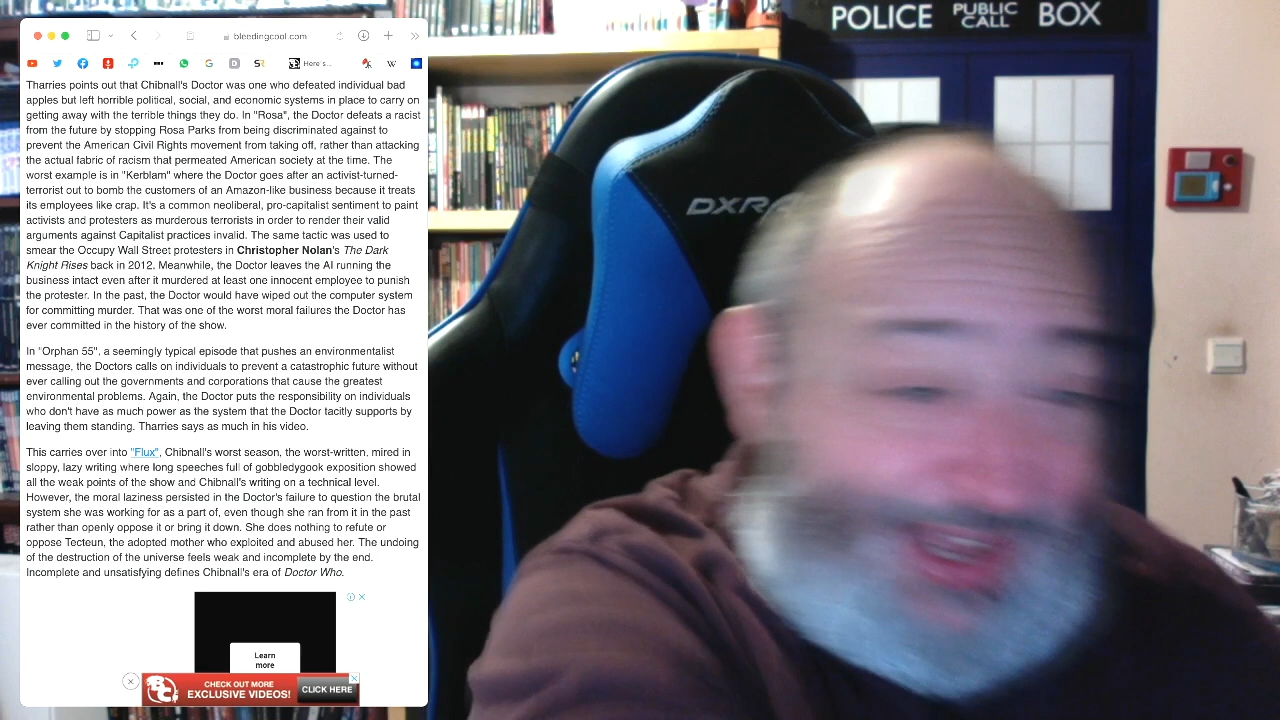 bleedingcool.com
Here's...
Tharries points out that Chibnall's Doctor was one who defeated individual bad
apples but left horrible political, social, and economic systems in place to carry on
getting away with the terrible things they do. In "Rosa", the Doctor defeats a racist
from the future by stopping Rosa Parks from being discriminated against to
prevent the American Civil Rights movement from taking off, rather than attacking
the actual fabric of racism that permeated American society at the time. The
worst example is in "Kerblam" where the Doctor goes after an activist-turned-
terrorist out to bomb the customers of an Amazon-like business because it treats
its employees like crap. It's a common neoliberal, pro-capitalist sentiment to paint
activists and protesters as murderous terrorists in order to render their valid
arguments against Capitalist practices invalid. The same tactic was used to
smear the Occupy Wall Street protesters in Christopher Nolan's The Dark
Knight Rises back in 2012. Meanwhile, the Doctor leaves the AI running the
business intact even after it murdered at least one innocent employee to punish
the protester. In the past, the Doctor would have wiped out the computer system
for committing murder. That was one of the worst moral failures the Doctor has
ever committed in the history of the show.
In "Orphan 55", a seemingly typical episode that pushes an environmentalist
message, the Doctors calls on individuals to prevent a catastrophic future without
ever calling out the governments and corporations that cause the greatest
environmental problems. Again, the Doctor puts the responsibility on individuals
who don't have as much power as the system that the Doctor tacitly supports by
leaving them standing. Tharries says as much in his video.
This carries over into "Flux", Chibnall's worst season, the worst-written, mired in
sloppy, lazy writing where long speeches full of gobbledygook exposition showed
all the weak points of the show and Chibnall's writing on a technical level.
However, the moral laziness persisted in the Doctor's failure to question the brutal
system she was working for as a part of, even though she ran from it in the past
rather than openly oppose it or bring it down. She does nothing to refute or
oppose Tecteun, the adopted mother who exploited and abused her. The undoing
of the destruction of the universe feels weak and incomplete by the end.
Incomplete and unsatisfying defines Chibnall's era of Doctor Who.
Learn
more
CHECK OUT MORE
EXCLUSIVE VIDEOS!
CLICK HERE
POLICE PUBLIC CALL BOX